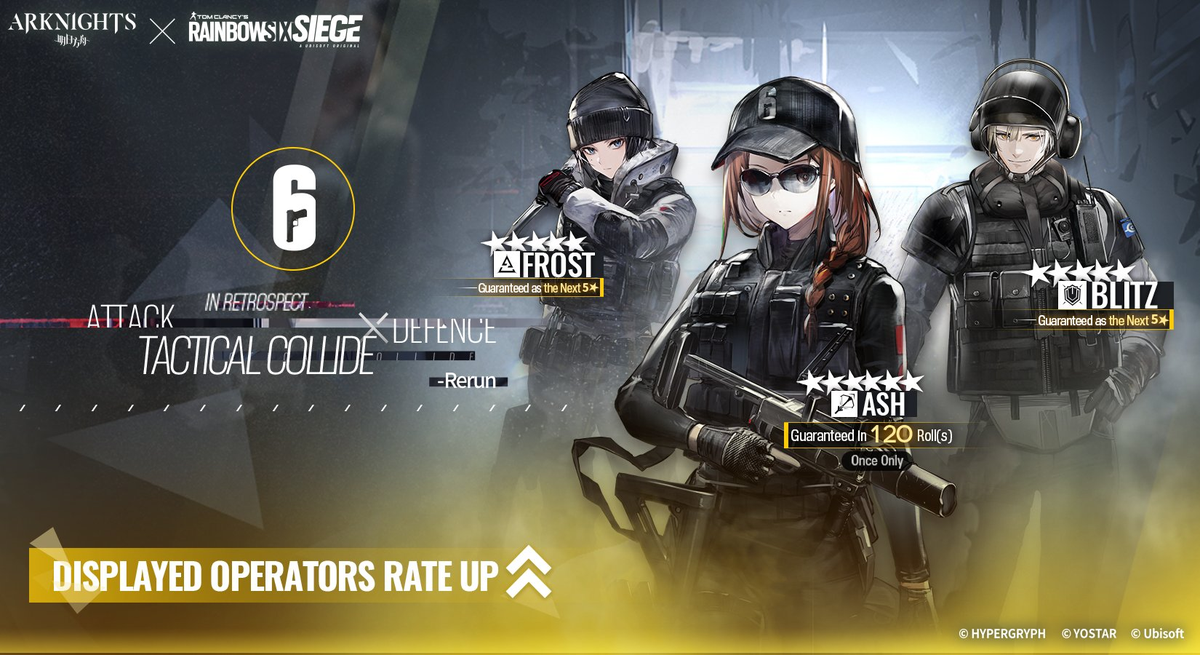 ARKNIGHTS
明日方舟
TOM CLANCY'S
RAINBOWSIX SIEGE
A UBISOFT ORIGINAL
6
6
FROST
Guaranteed as the Next 5★
BLITZ
Guaranteed as the Next 5★
IN RETROSPECT
ATTACK
DEFENCE
TACTICAL COLLIDE
-Rerun
ASH
Guaranteed In 120 Roll(s)
Once Only
DISPLAYED OPERATORS RATE UP
© HYPERGRYPH © YOSTAR © Ubisoft